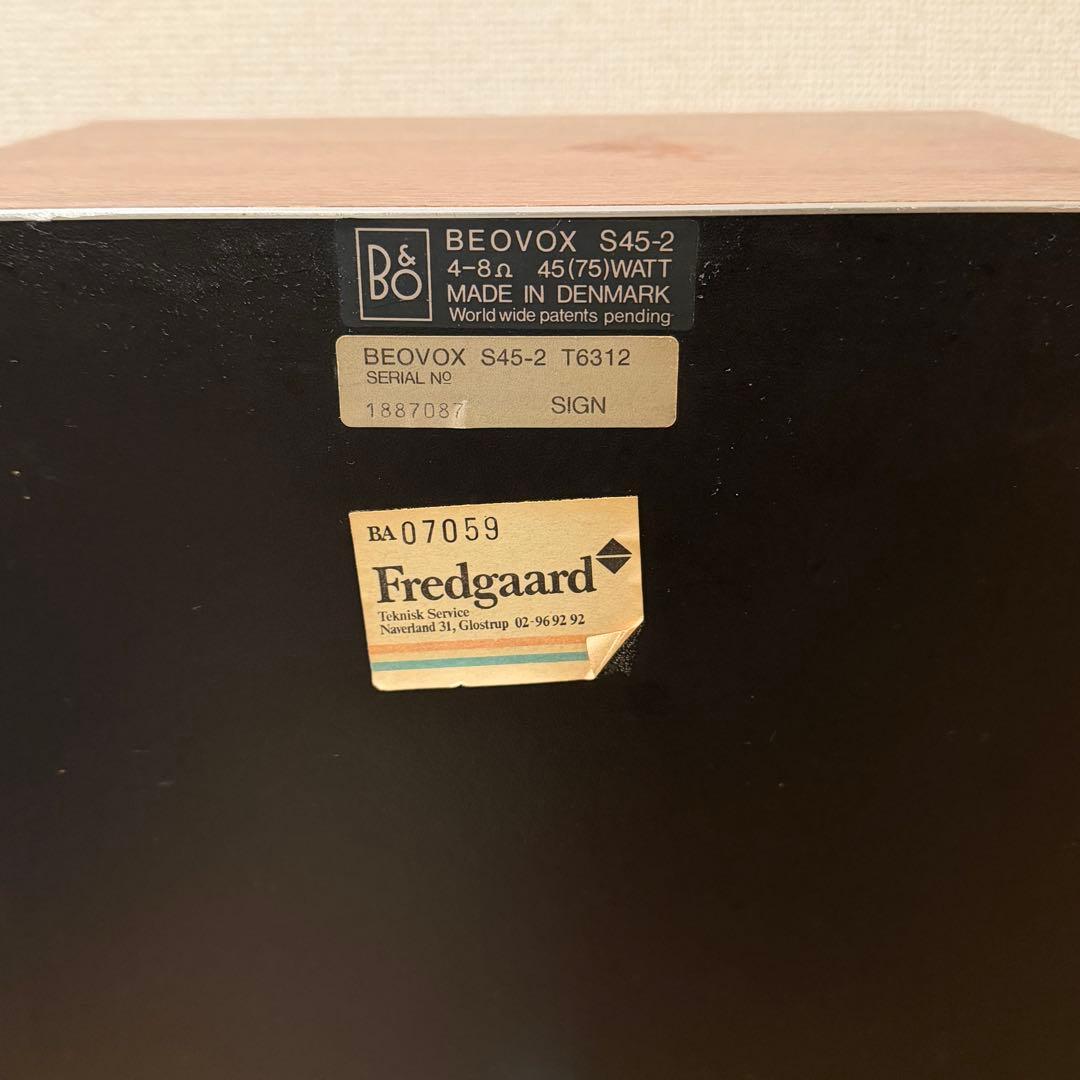 B&O
BEOVOX S45-2
4-8Ω 45(75)WATT
MADE IN DENMARK
World wide patents pending
BEOVOX S45-2 T6312
SERIAL Nº
1887087 SIGN
BA 07059
Fredgaard
Teknisk Service
Naverland 31, Glostrup 02-96 92 92